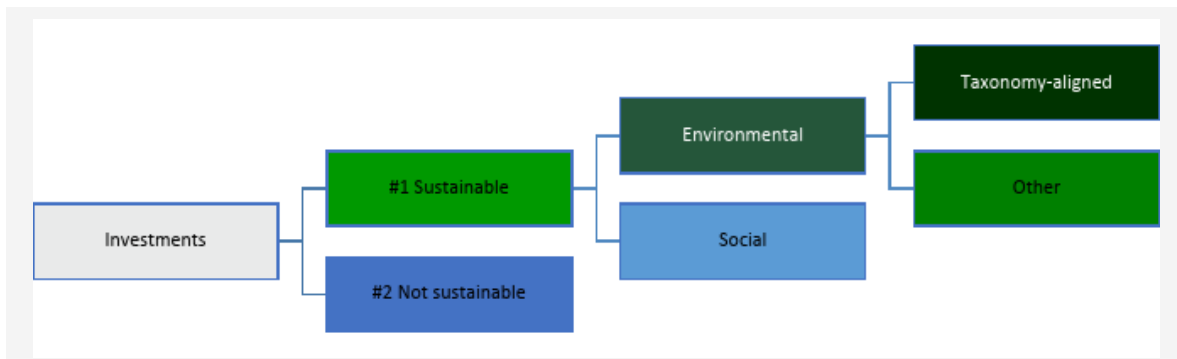 Taxonomy-aligned
Environmental
#1 Sustainable
Other
Investments
Social
#2 Not sustainable